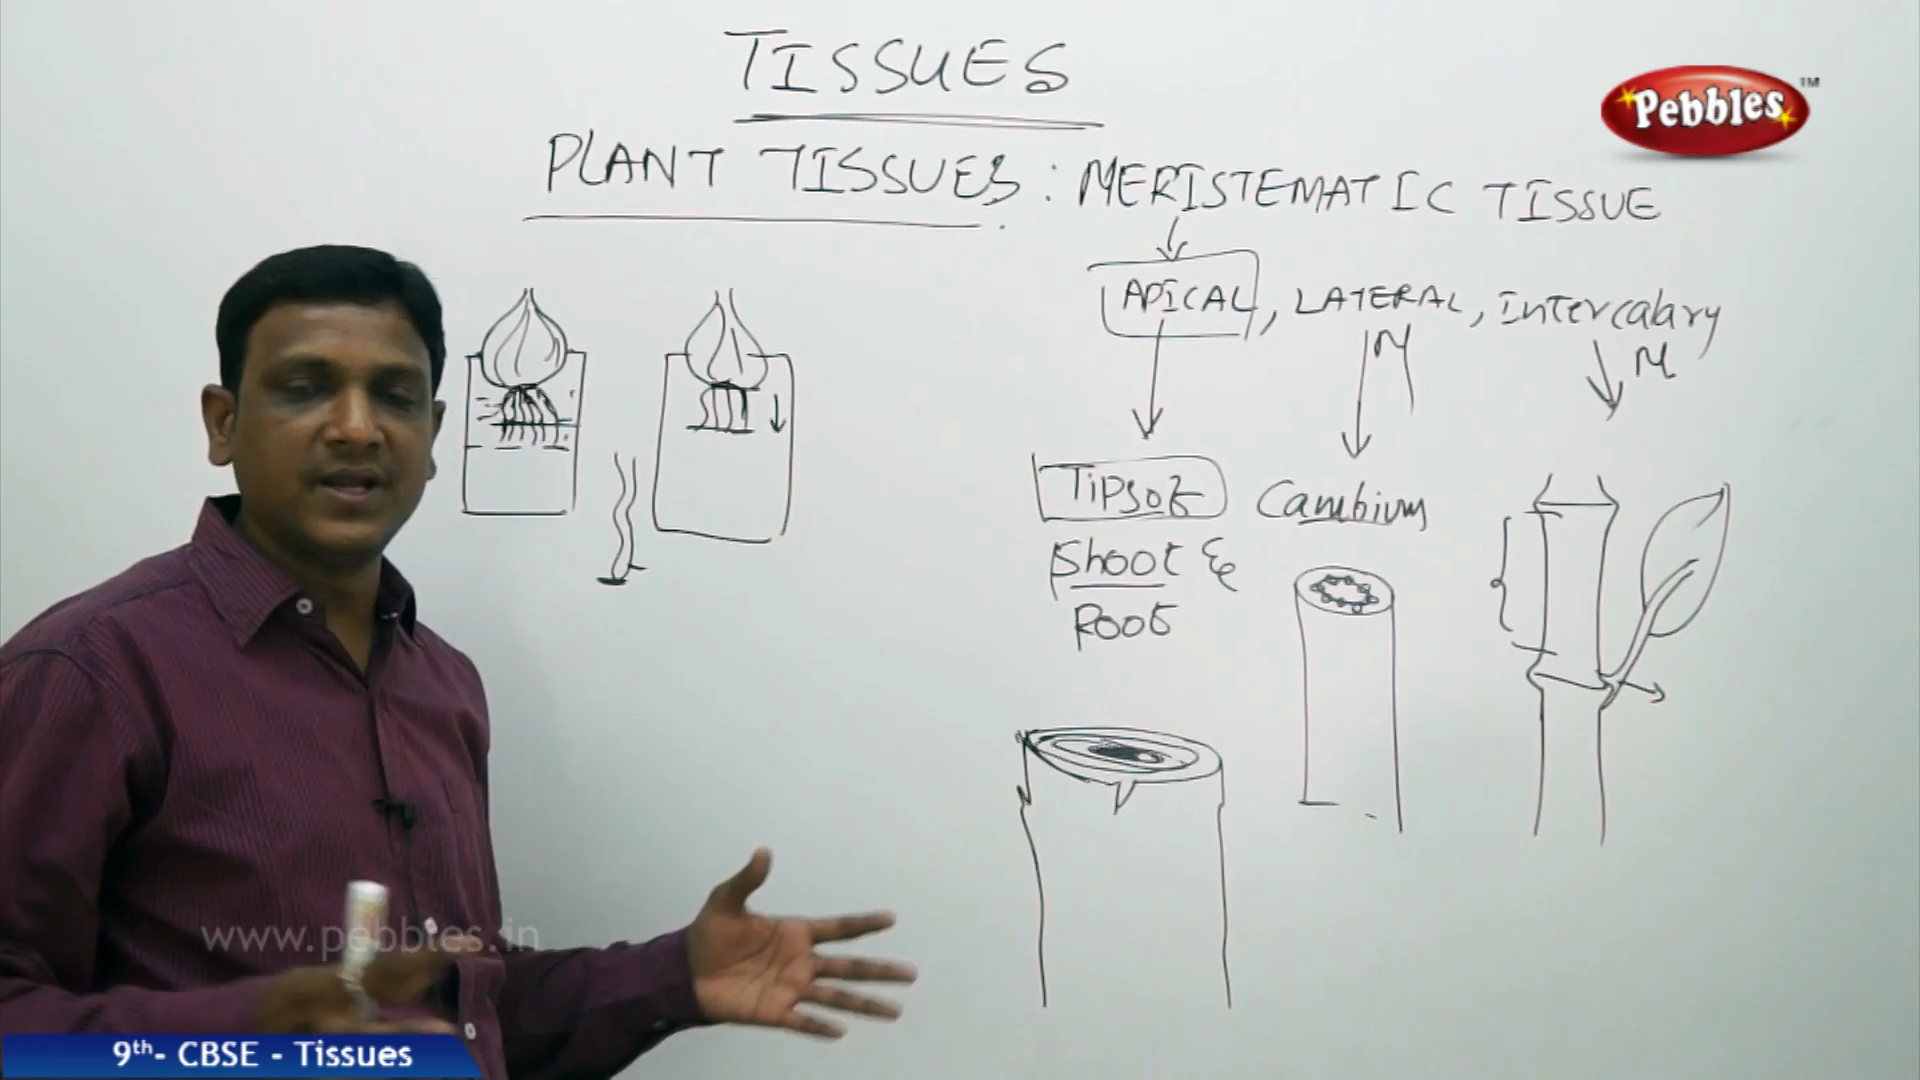 TISSUES
Pebbles™
PLANT TISSUES : MERISTEMATIC TISSUE
APICAL, LATERAL, Intercalary
M M
Tips of Cambium
Shoot &
Root
www.pebbles.in
9th- CBSE - Tissues